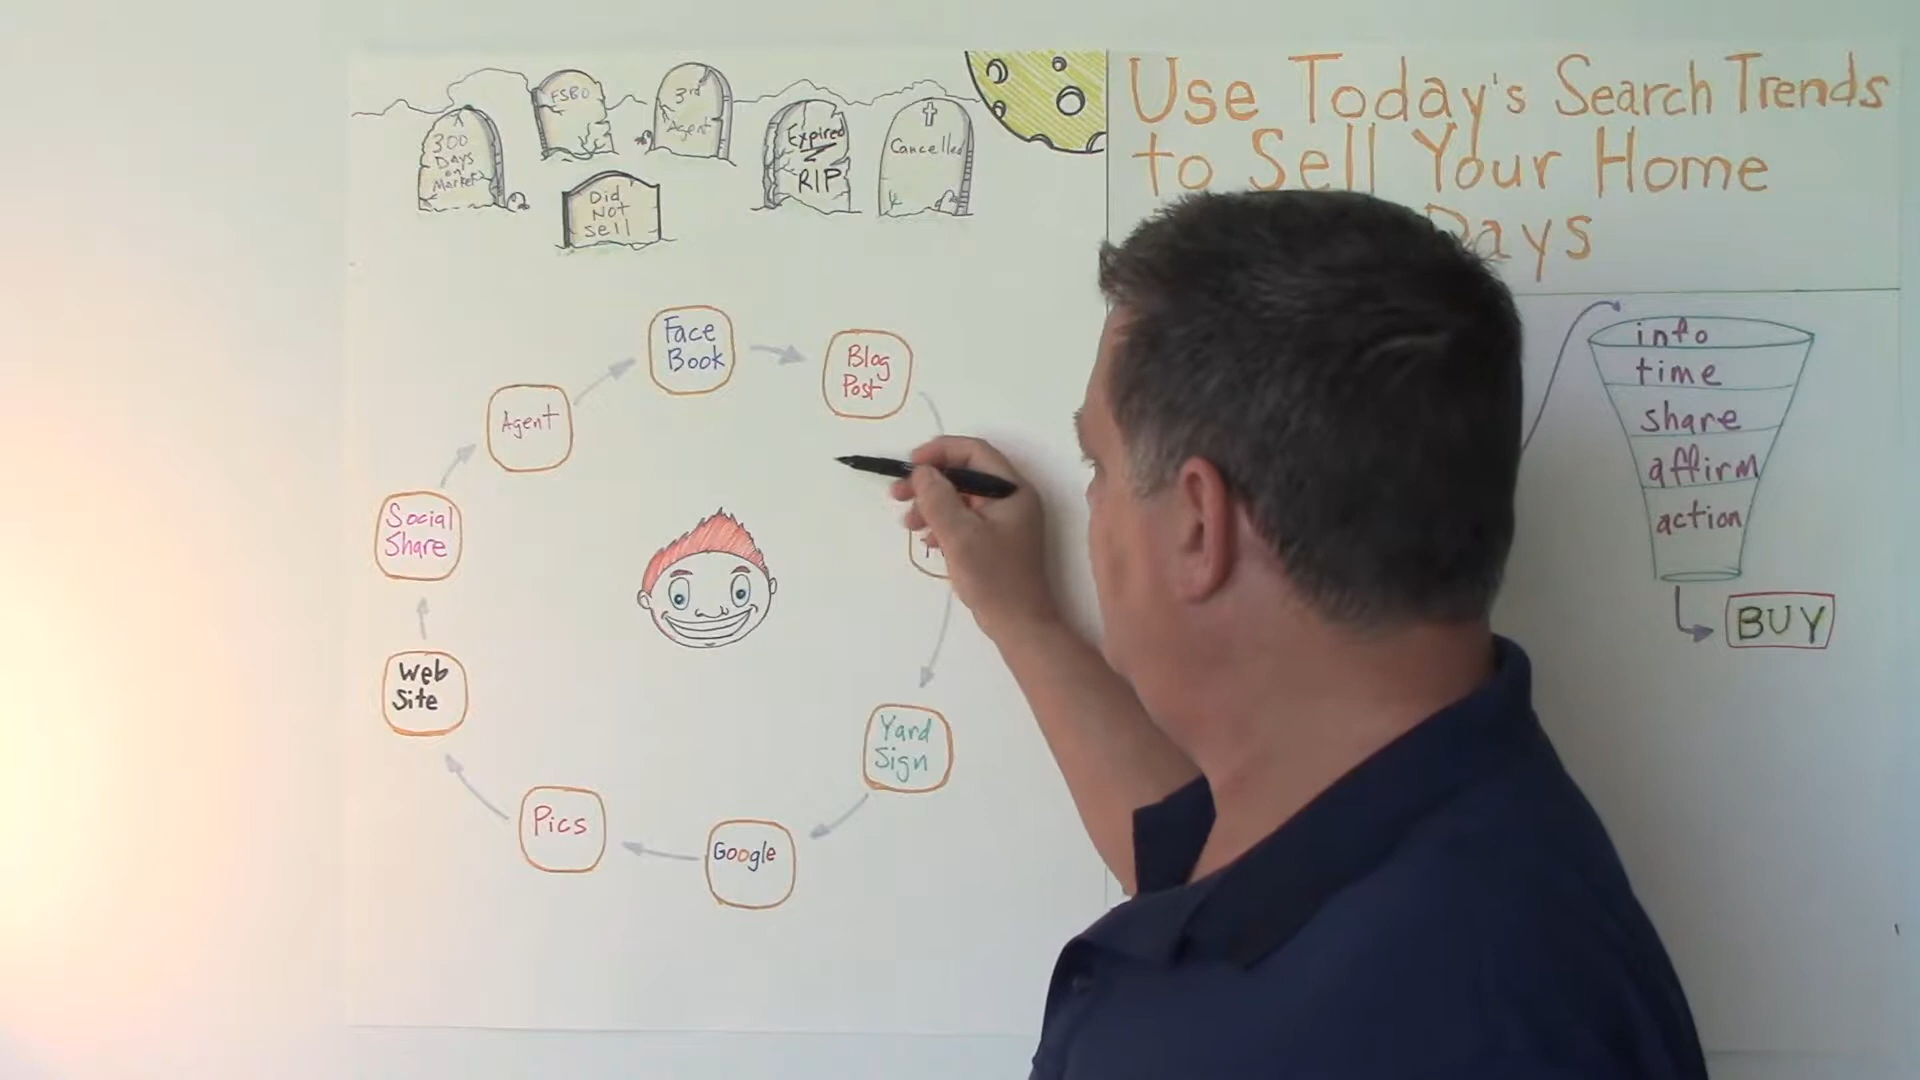 300
Days
on
Market
FSBO
3rd
Agent
Expired
RIP
Cancelled
Did
Not
Sell
Use Today's Search Trends
to Sell Your Home
Days
Face
Book
Blog
Post
Agent
Social
Share
Web
Site
Pics
Google
Yard
Sign
info
time
share
affirm
action
BUY